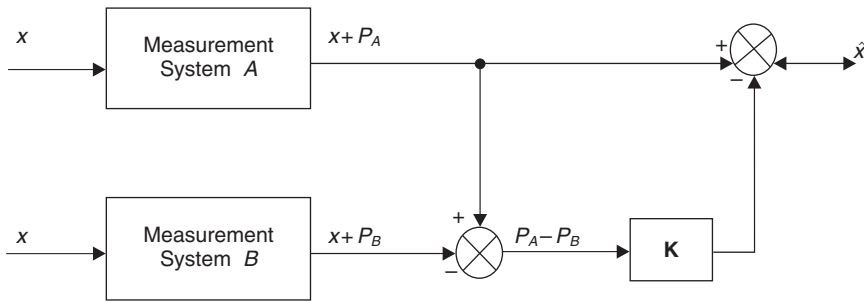 x
Measurement
System A
x+ P_A
+
−
x̂
x
Measurement
System B
x+ P_B
+
−
P_A − P_B
K